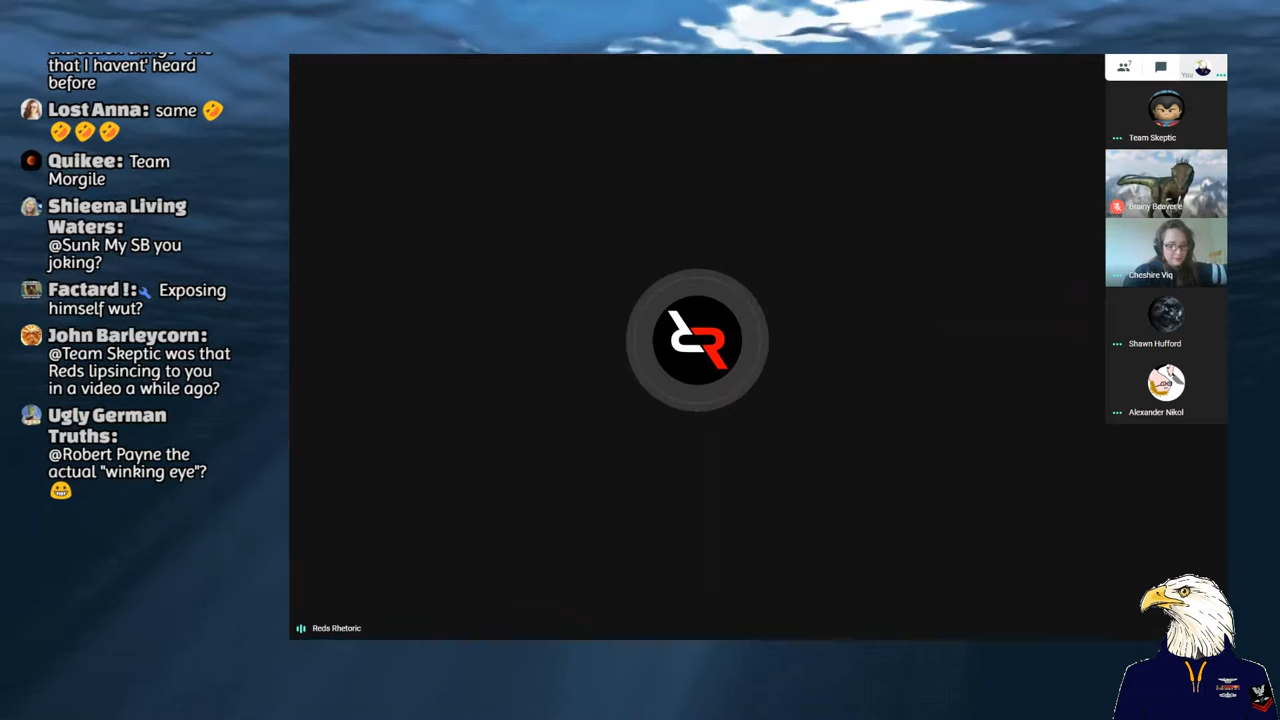 that I havent' heard
before
Lost Anna: same
Quikee: Team
Morgile
Shieena Living
Waters:
@Sunk My SB you
joking?
Factard !: Exposing
himself wut?
John Barleycorn:
@Team Skeptic was that
Reds lipsincing to you
in a video a while ago?
Ugly German
Truths:
@Robert Payne the
actual "winking eye"?
Reds Rhetoric
7
You
Team Skeptic
Cheshire Viq
Shawn Hufford
Alexander Nikol